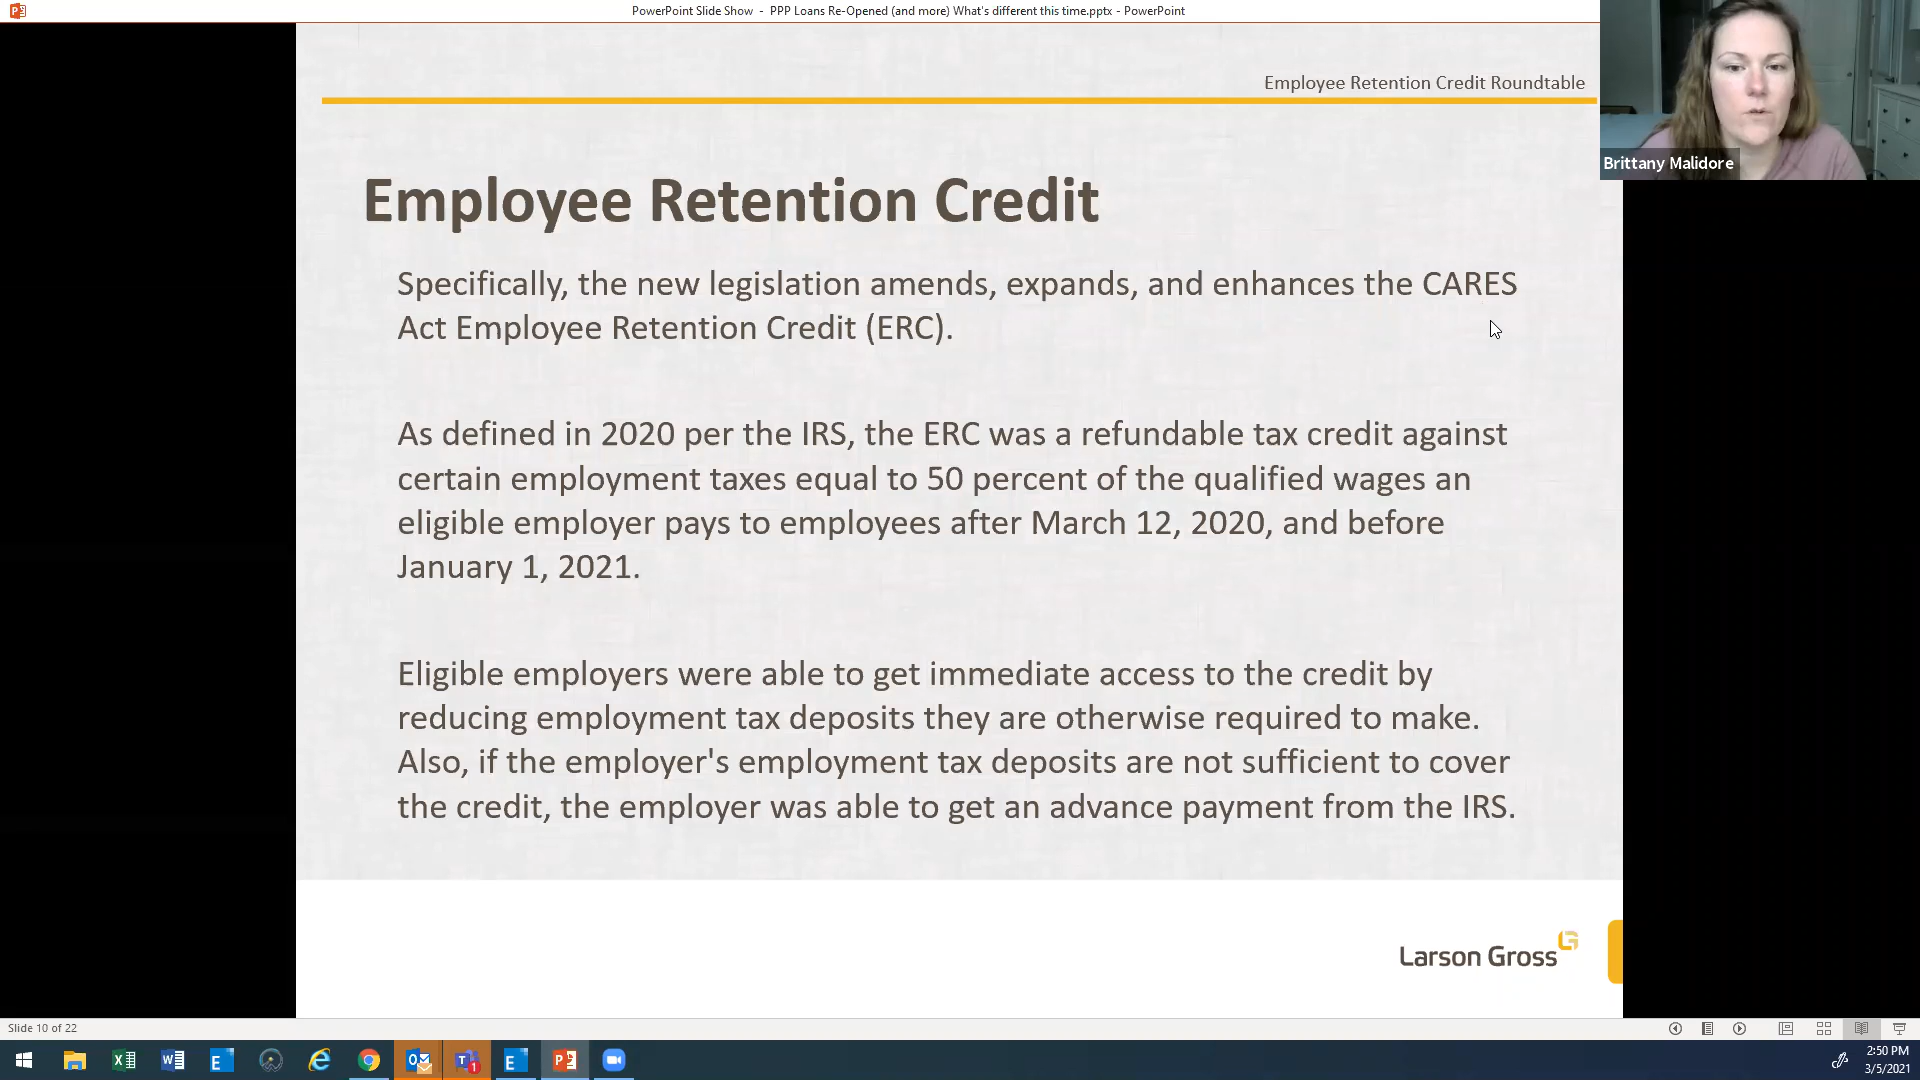 PowerPoint Slide Show - PPP Loans Re-Opened (and more) What's different this time.pptx - PowerPoint
Employee Retention Credit Roundtable
Brittany Malidore
Employee Retention Credit
Specifically, the new legislation amends, expands, and enhances the CARES
Act Employee Retention Credit (ERC).
As defined in 2020 per the IRS, the ERC was a refundable tax credit against
certain employment taxes equal to 50 percent of the qualified wages an
eligible employer pays to employees after March 12, 2020, and before
January 1, 2021.
Eligible employers were able to get immediate access to the credit by
reducing employment tax deposits they are otherwise required to make.
Also, if the employer's employment tax deposits are not sufficient to cover
the credit, the employer was able to get an advance payment from the IRS.
Larson Gross
Slide 10 of 22
2:50 PM
3/5/2021